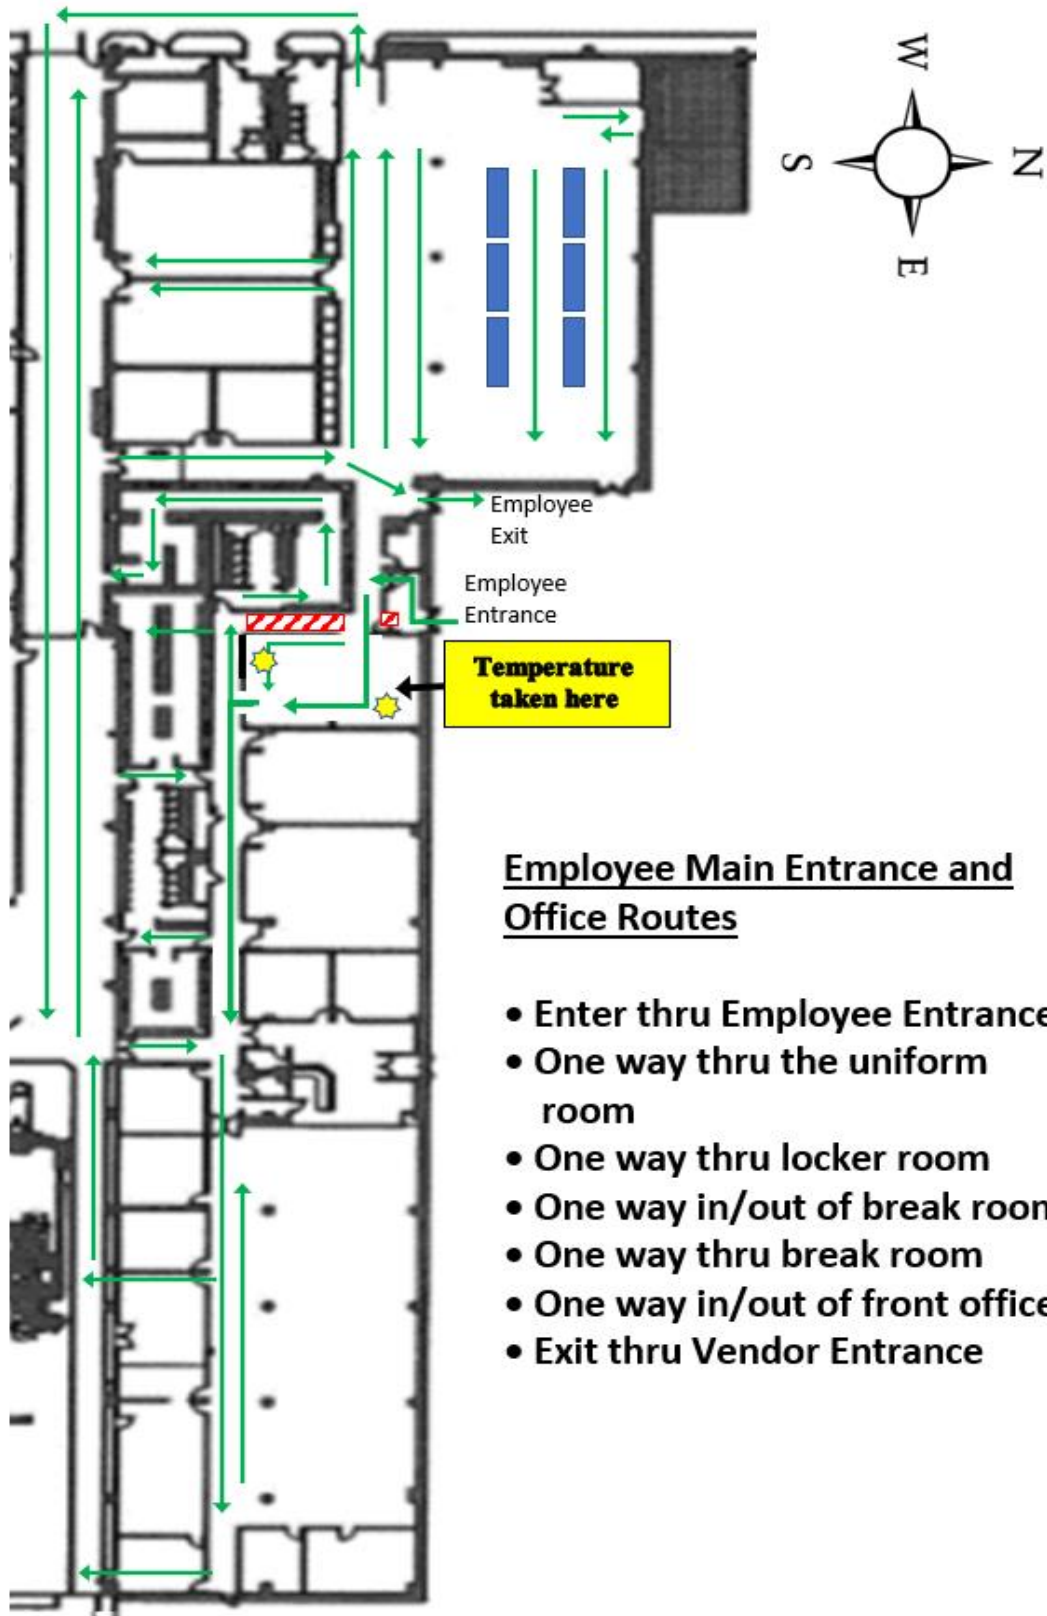 W
S
N
E
Employee
Exit
Employee
Entrance
Temperature
taken here
Employee Main Entrance and
Office Routes
• Enter thru Employee Entrance
• One way thru the uniform
room
• One way thru locker room
• One way in/out of break room
• One way thru break room
• One way in/out of front office
• Exit thru Vendor Entrance